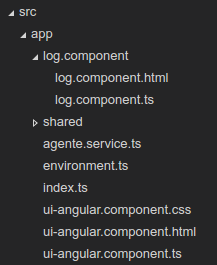 src
app
log.component
log.component.html
log.component.ts
shared
agente.service.ts
environment.ts
index.ts
ui-angular.component.css
ui-angular.component.html
ui-angular.component.ts